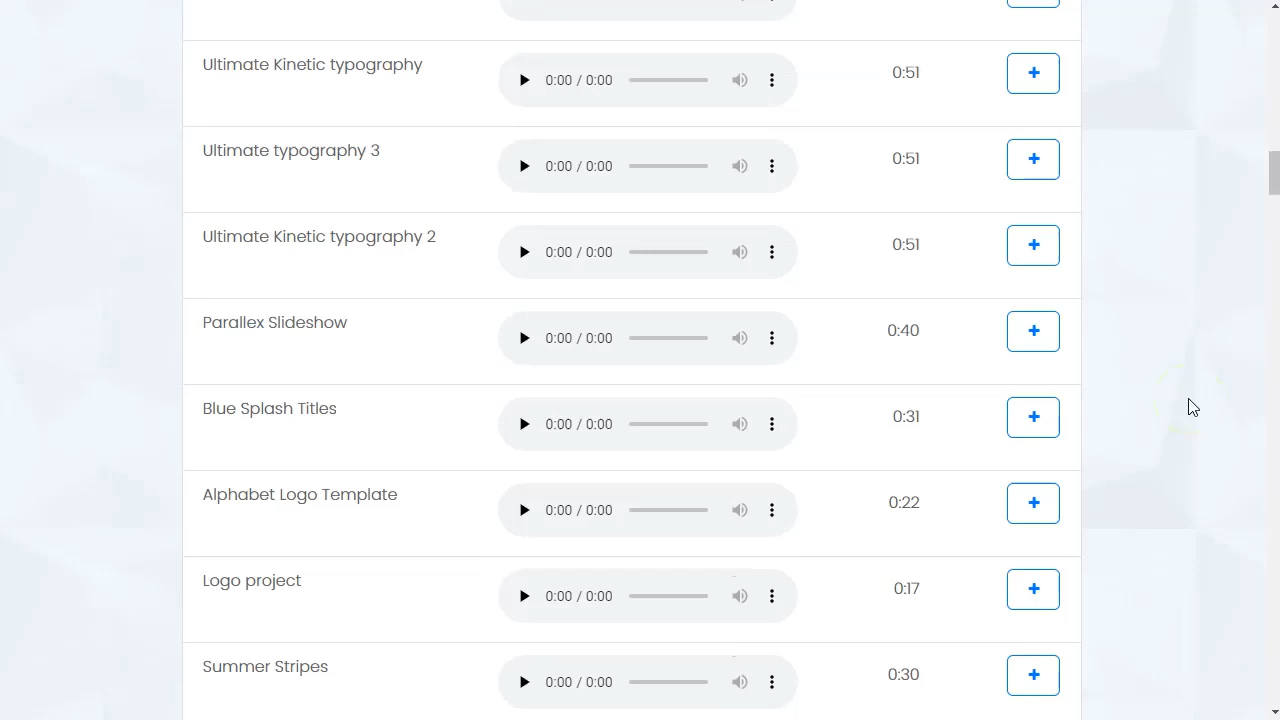 Ultimate Kinetic typography 0:00 / 0:00 0:51 +
Ultimate typography 3 0:00 / 0:00 0:51 +
Ultimate Kinetic typography 2 0:00 / 0:00 0:51 +
Parallex Slideshow 0:00 / 0:00 0:40 +
Blue Splash Titles 0:00 / 0:00 0:31 +
Alphabet Logo Template 0:00 / 0:00 0:22 +
Logo project 0:00 / 0:00 0:17 +
Summer Stripes 0:00 / 0:00 0:30 +